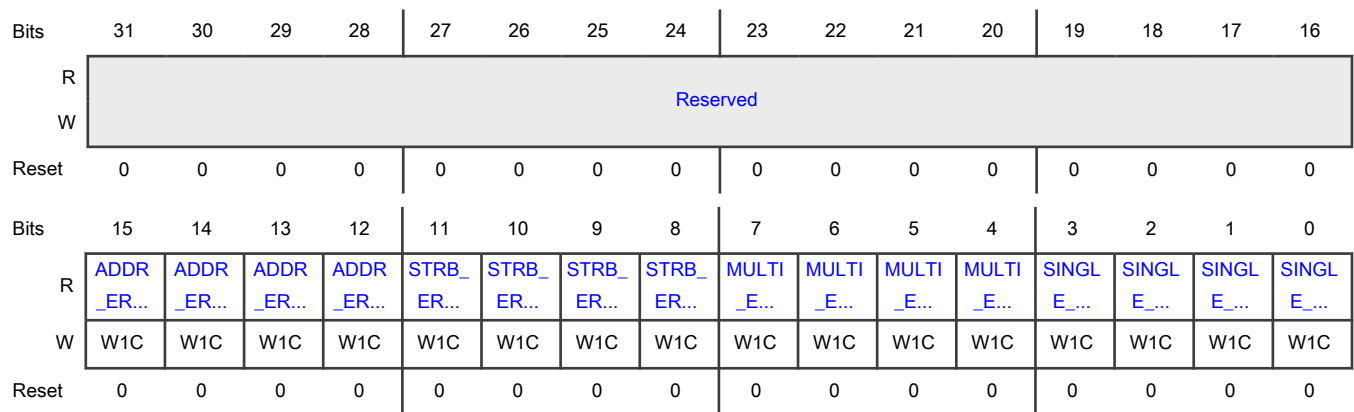 Bits 31 30 29 28 27 26 25 24 23 22 21 20 19 18 17 16
R
Reserved
W
Reset 0 0 0 0 0 0 0 0 0 0 0 0 0 0 0 0
Bits 15 14 13 12 11 10 9 8 7 6 5 4 3 2 1 0
R ADDR ADDR ADDR ADDR STRB_ STRB_ STRB_ STRB_ MULTI MULTI MULTI MULTI SINGL SINGL SINGL SINGL
_ER... _ER... _ER... _ER... ER... ER... ER... ER... _E... _E... _E... _E... E_... E_... E_... E_...
W W1C W1C W1C W1C W1C W1C W1C W1C W1C W1C W1C W1C W1C W1C W1C W1C
Reset 0 0 0 0 0 0 0 0 0 0 0 0 0 0 0 0